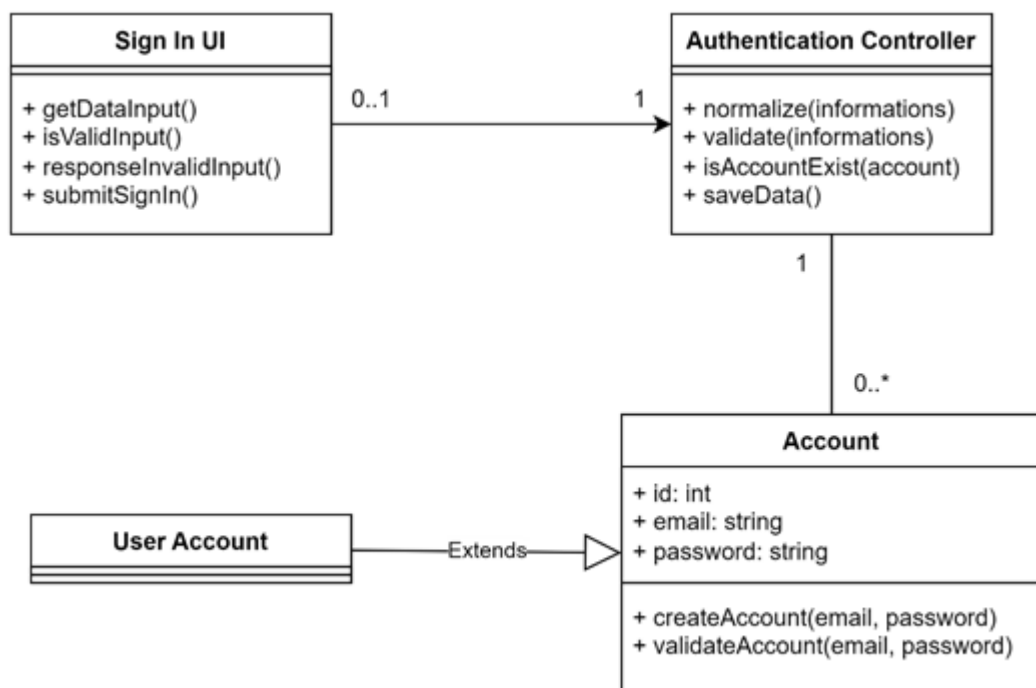 Sign In UI
+ getDataInput()
+ isValidInput()
+ responseInvalidInput()
+ submitSignIn()
0..1
1
Authentication Controller
+ normalize(informations)
+ validate(informations)
+ isAccountExist(account)
+ saveData()
1
0..*
Account
+ id: int
+ email: string
+ password: string
+ createAccount(email, password)
+ validateAccount(email, password)
User Account
Extends